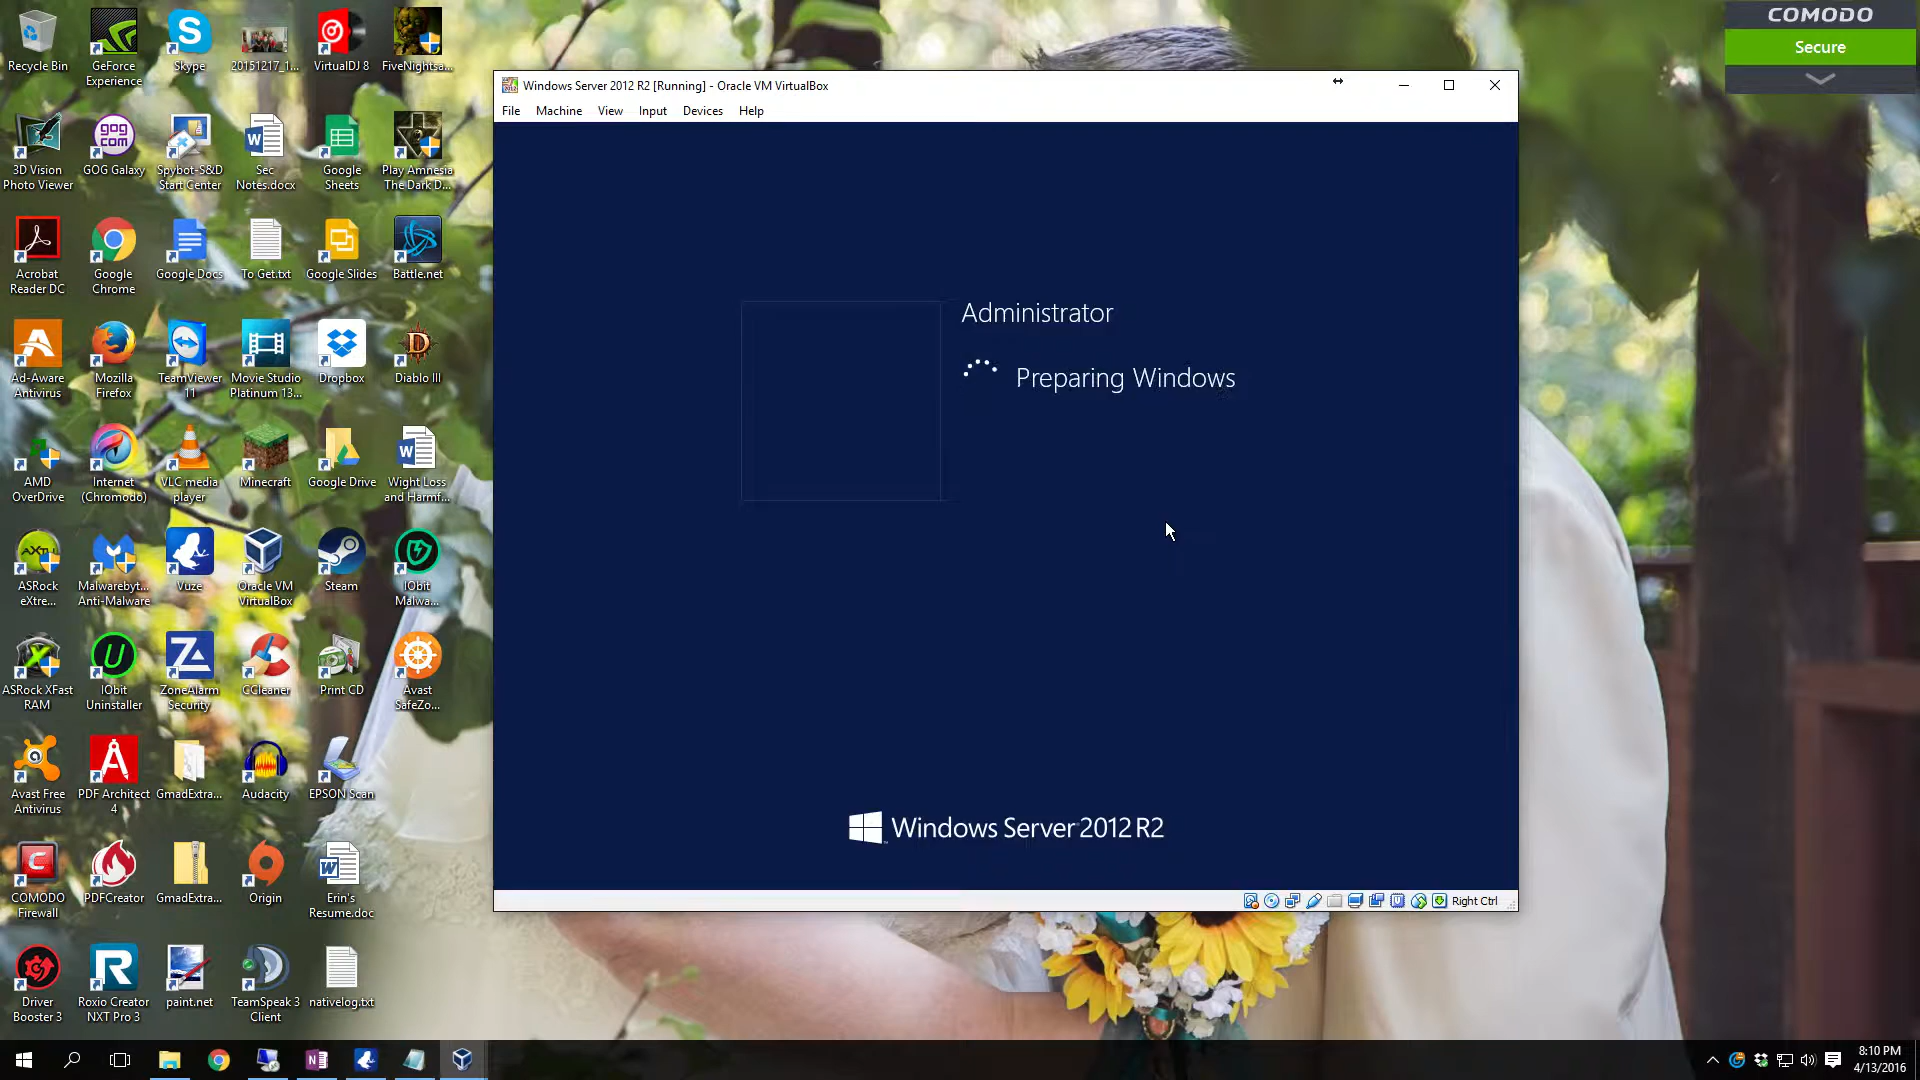 Recycle Bin
GeForce
Experience
Skype
20151217_1...
VirtualDJ 8
FiveNightsa...
3D Vision
Photo Viewer
GOG Galaxy
Spybot-S&D
Start Center
Sec
Notes.docx
Google
Sheets
Play Amnesia
The Dark D...
Acrobat
Reader DC
Google
Chrome
Google Docs
To Get.txt
Google Slides
Battle.net
Ad-Aware
Antivirus
Mozilla
Firefox
TeamViewer
11
Movie Studio
Platinum 13...
Dropbox
Diablo III
AMD
OverDrive
Internet
(Chromodo)
VLC media
player
Minecraft
Google Drive
Wight Loss
and Harmf...
ASRock
eXtre...
Malwarebyt...
Anti-Malware
Vuze
Oracle VM
VirtualBox
Steam
IObit
Malwa...
ASRock XFast
RAM
IObit
Uninstaller
ZoneAlarm
Security
CCleaner
Print CD
Avast
SafeZo...
Avast Free
Antivirus
PDF Architect
4
GmadExtra...
Audacity
EPSON Scan
COMODO
Firewall
PDFCreator
GmadExtra...
Origin
Erin's
Resume.doc
Driver
Booster 3
Roxio Creator
NXT Pro 3
paint.net
TeamSpeak 3
Client
nativelog.txt
Windows Server 2012 R2 [Running] - Oracle VM VirtualBox
File Machine View Input Devices Help
Administrator
Preparing Windows
Windows Server 2012 R2
Right Ctrl
COMODO
Secure
8:10 PM
4/13/2016